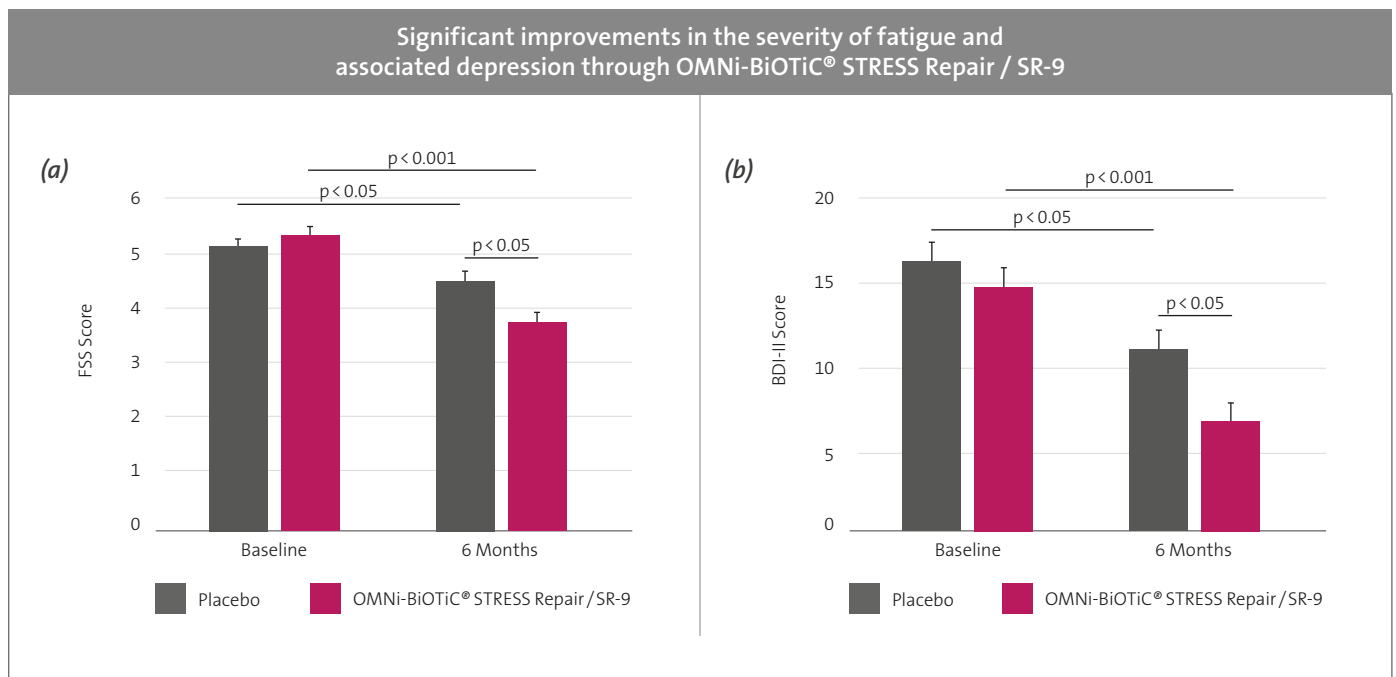 Significant improvements in the severity of fatigue and
associated depression through OMNi-BiOTiC® STRESS Repair / SR-9
(a)
p < 0.001
p < 0.05
p < 0.05
FSS Score
6
5
4
3
2
1
0
Baseline
6 Months
Placebo
OMNi-BiOTiC® STRESS Repair / SR-9
(b)
p < 0.001
p < 0.05
p < 0.05
BDI-II Score
20
15
10
5
0
Baseline
6 Months
Placebo
OMNi-BiOTiC® STRESS Repair / SR-9